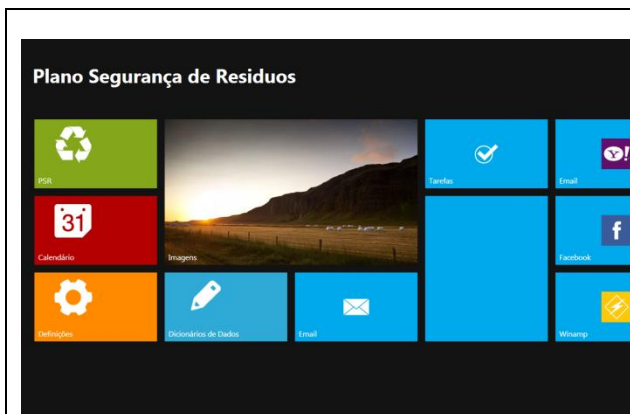 Plano Segurança de Residuos
PSR
31
Calendário
Definições
Imagens
Dicionários de Dados
Email
Tarefas
Email
Y!
Facebook
f
Winamp